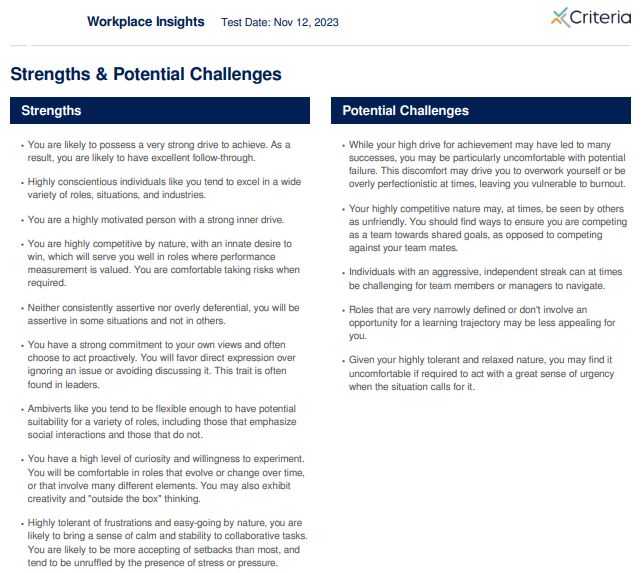 Workplace Insights Test Date: Nov 12, 2023
Criteria
Strengths & Potential Challenges
Strengths
• You are likely to possess a very strong drive to achieve. As a
result, you are likely to have excellent follow-through.
• Highly conscientious individuals like you tend to excel in a wide
variety of roles, situations, and industries.
• You are a highly motivated person with a strong inner drive.
• You are highly competitive by nature, with an innate desire to
win, which will serve you well in roles where performance
measurement is valued. You are comfortable taking risks when
required.
• Neither consistently assertive nor overly deferential, you will be
assertive in some situations and not in others.
• You have a strong commitment to your own views and often
choose to act proactively. You will favor direct expression over
ignoring an issue or avoiding discussing it. This trait is often
found in leaders.
• Ambiverts like you tend to be flexible enough to have potential
suitability for a variety of roles, including those that emphasize
social interactions and those that do not.
• You have a high level of curiosity and willingness to experiment.
You will be comfortable in roles that evolve or change over time,
or that involve many different elements. You may also exhibit
creativity and "outside the box" thinking.
• Highly tolerant of frustrations and easy-going by nature, you are
likely to bring a sense of calm and stability to collaborative tasks.
You are likely to be more accepting of setbacks than most, and
tend to be unruffled by the presence of stress or pressure.
Potential Challenges
• While your high drive for achievement may have led to many
successes, you may be particularly uncomfortable with potential
failure. This discomfort may drive you to overwork yourself or be
overly perfectionistic at times, leaving you vulnerable to burnout.
• Your highly competitive nature may, at times, be seen by others
as unfriendly. You should find ways to ensure you are competing
as a team towards shared goals, as opposed to competing
against your team mates.
• Individuals with an aggressive, independent streak can at times
be challenging for team members or managers to navigate.
• Roles that are very narrowly defined or don't involve an
opportunity for a learning trajectory may be less appealing for
you.
• Given your highly tolerant and relaxed nature, you may find it
uncomfortable if required to act with a great sense of urgency
when the situation calls for it.